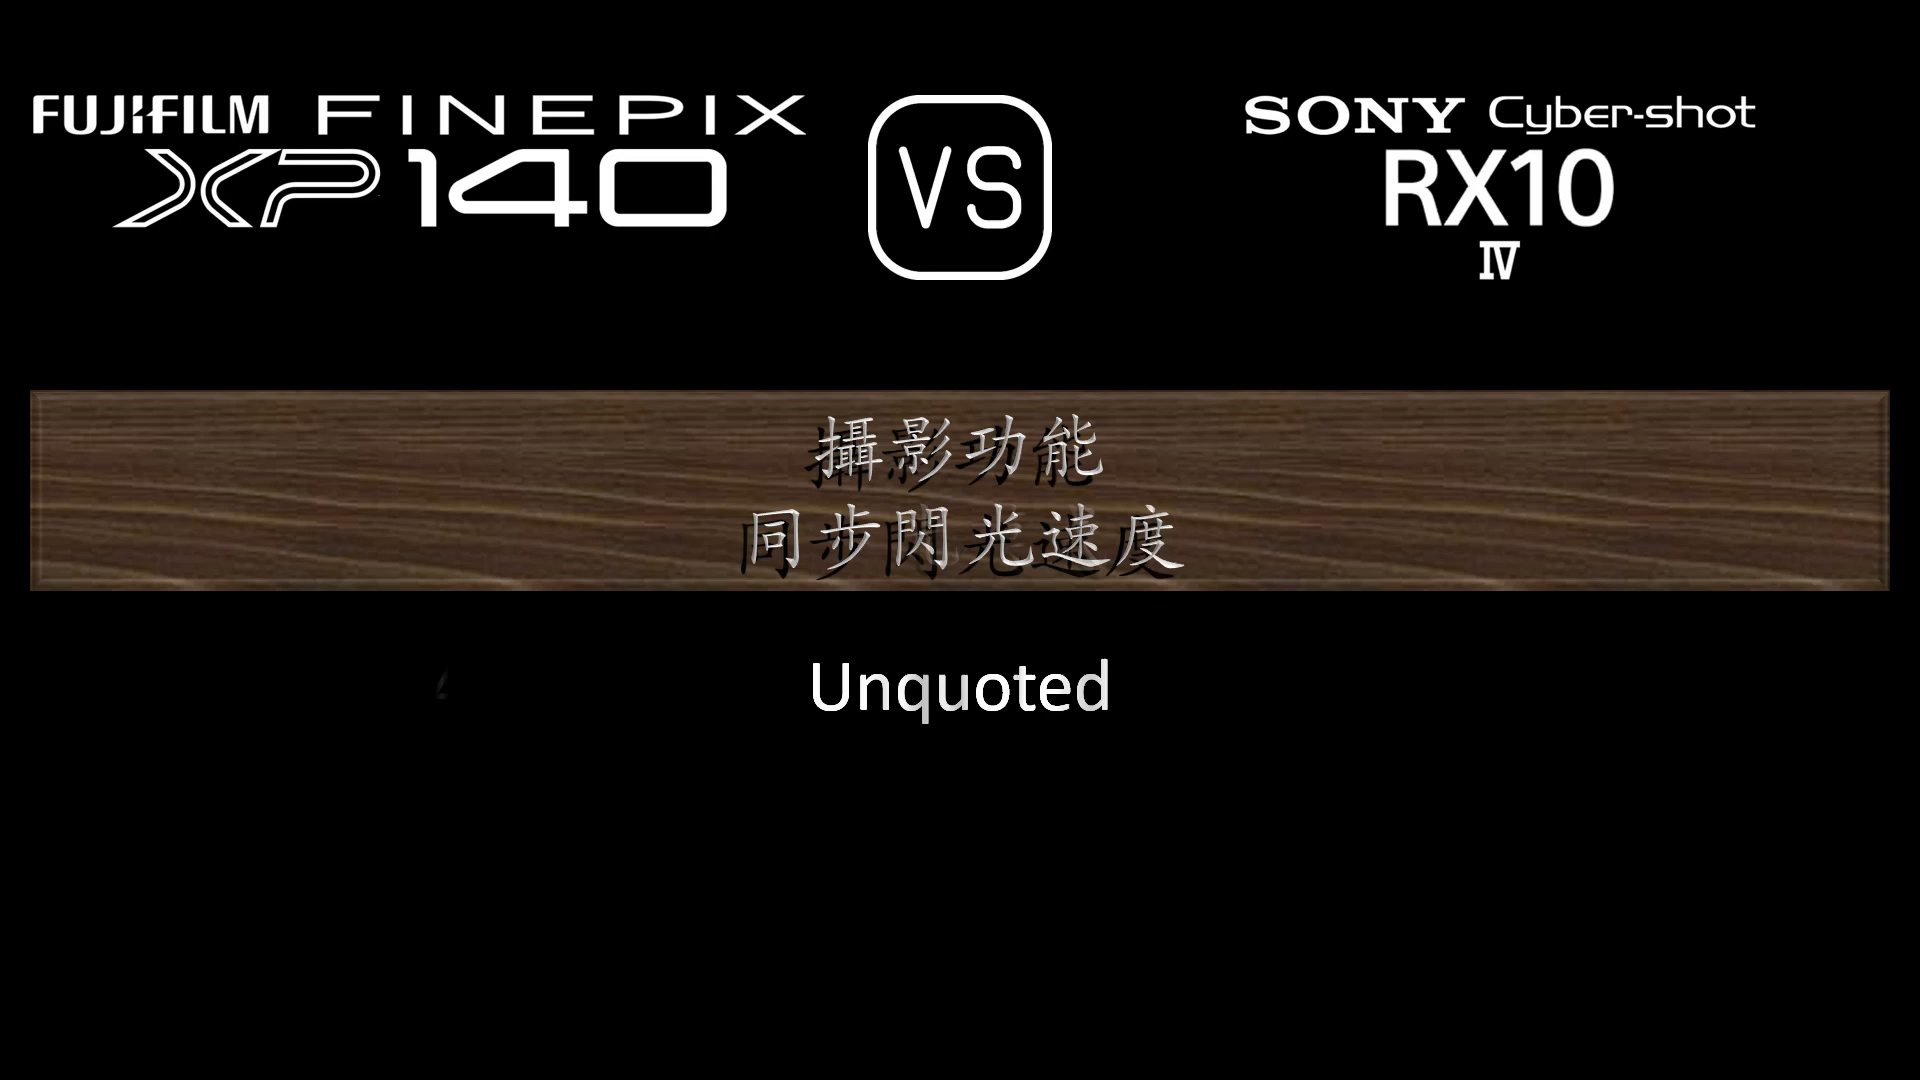 FUJIFILM FINEPIX
XP140
VS
SONY Cyber-shot
RX10
IV
攝影功能
同步閃光速度
Unquoted